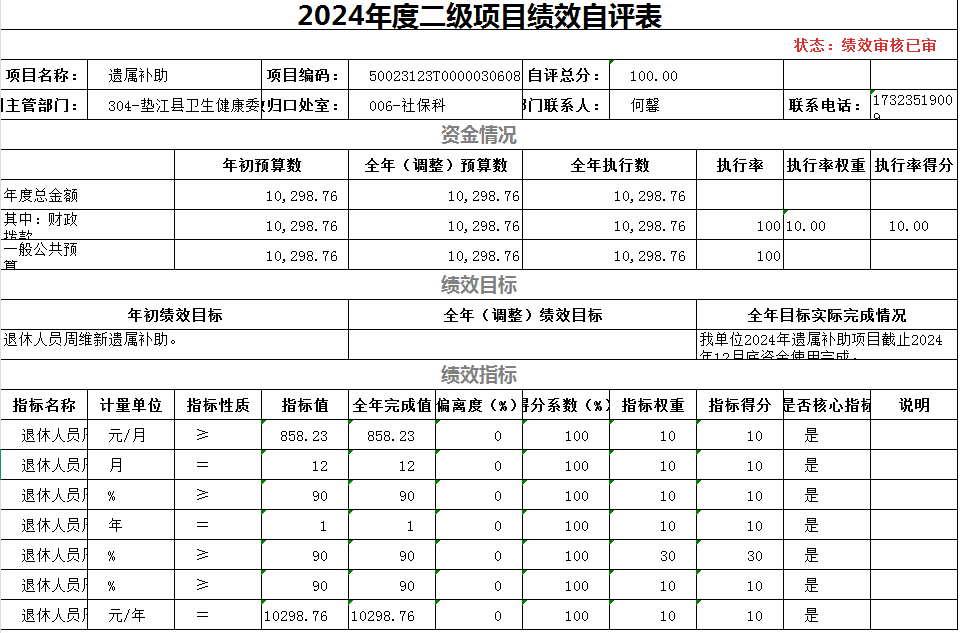 2024年度二级项目绩效自评表
状态：绩效审核已审
项目名称： 遗属补助 项目编码： 50023123T0000030608 自评总分： 100.00
主管部门： 304-垫江县卫生健康委 归口处室： 006-社保科 门联系人： 何馨 联系电话： 1732351900
9
资金情况
年初预算数 全年（调整）预算数 全年执行数 执行率 执行率权重 执行率得分
年度总金额 10,298.76 10,298.76 10,298.76
其中：财政
拨款 10,298.76 10,298.76 10,298.76 100 10.00 10.00
一般公共预
算 10,298.76 10,298.76 10,298.76 100
绩效目标
年初绩效目标 全年（调整）绩效目标 全年目标实际完成情况
退休人员周维新遗属补助。 我单位2024年遗属补助项目截止2024
年12月底资金使用完成。
绩效指标
指标名称 计量单位 指标性质 指标值 全年完成值 偏离度（%） 得分系数（%） 指标权重 指标得分 是否核心指标 说明
退休人员 元/月 ≥ 858.23 858.23 0 100 10 10 是
退休人员 月 ＝ 12 12 0 100 10 10 是
退休人员 % ≥ 90 90 0 100 10 10 是
退休人员 年 ＝ 1 1 0 100 10 10 是
退休人员 % ≥ 90 90 0 100 30 30 是
退休人员 % ≥ 90 90 0 100 10 10 是
退休人员 元/年 ＝ 10298.76 10298.76 0 100 10 10 是